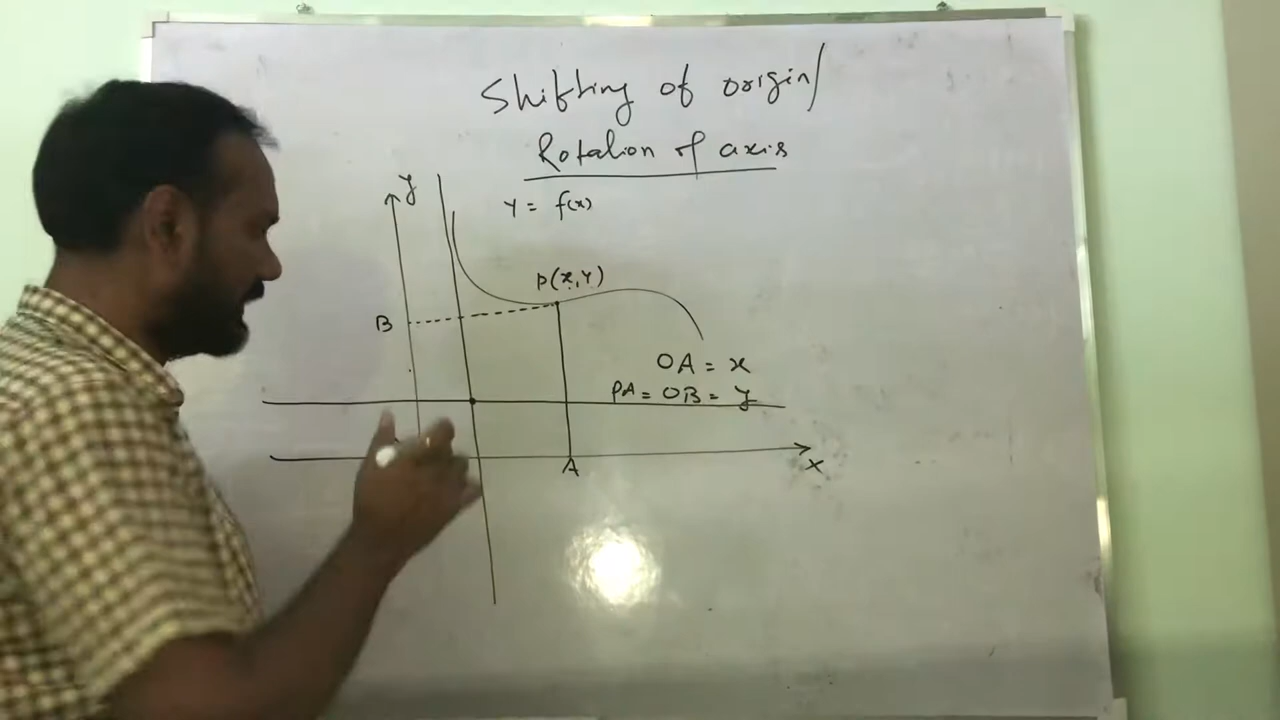 Shifting of origin/
Rotation of axis
y
Y = f(x)
P(x,y)
B
OA = x
PA = OB = y
A
x